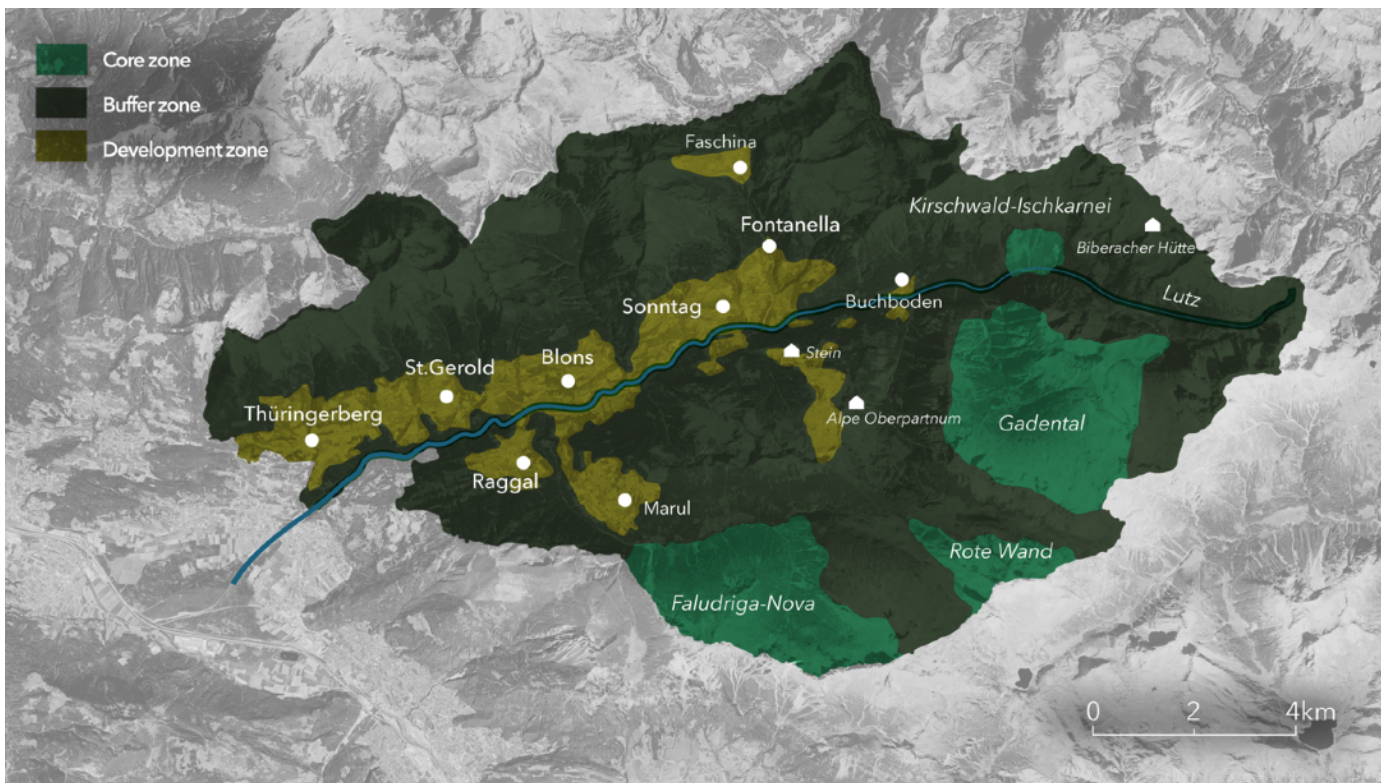 Core zone
Buffer zone
Development zone
Faschina
Kirschwald-Ischkarnei
Fontanella
Biberacher Hütte
Sonntag
Buchboden
Lutz
Stein
Blons
St.Gerold
Thüringerberg
Alpe Oberpartnum
Gadental
Raggal
Marul
Rote Wand
Faludriga-Nova
0 2 4km